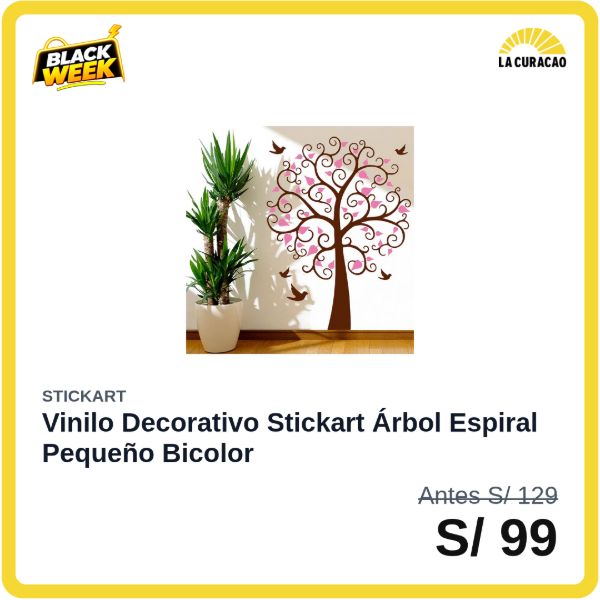 BLACK
WEEK
LA CURACAO
STICKART
Vinilo Decorativo Stickart Árbol Espiral
Pequeño Bicolor
Antes S/ 129
S/ 99